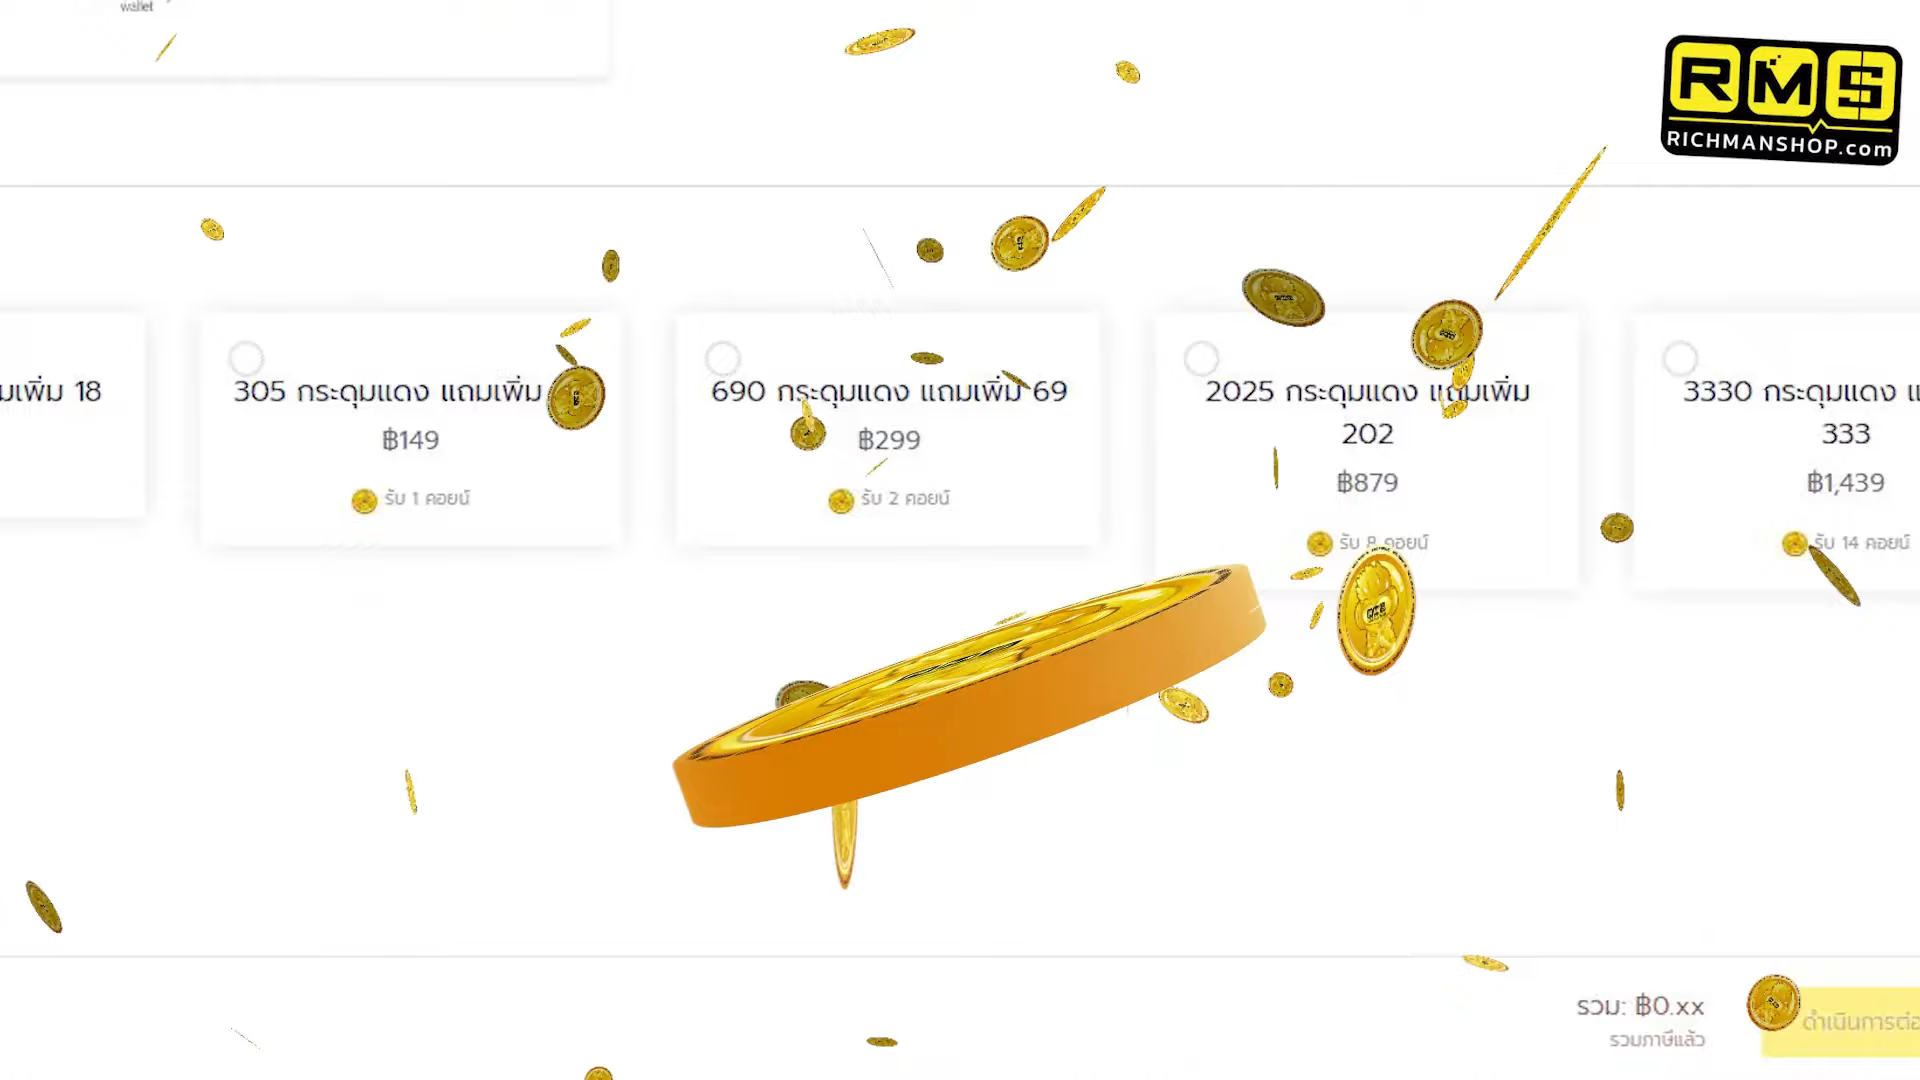 wallet
RMS
RICHMANSHOP.com
มเพิ่ม 18
305 กระดุมแดง แถมเพิ่ม
฿149
รับ 1 คอยน์
690 กระดุมแดง แถมเพิ่ม 69
฿299
รับ 2 คอยน์
2025 กระดุมแดง แถมเพิ่ม
202
฿879
รับ 8 คอยน์
3330 กระดุมแดง แ
333
฿1,439
รับ 14 คอยน์
รวม: ฿0.xx
รวมภาษีแล้ว
ดำเนินการต่อ